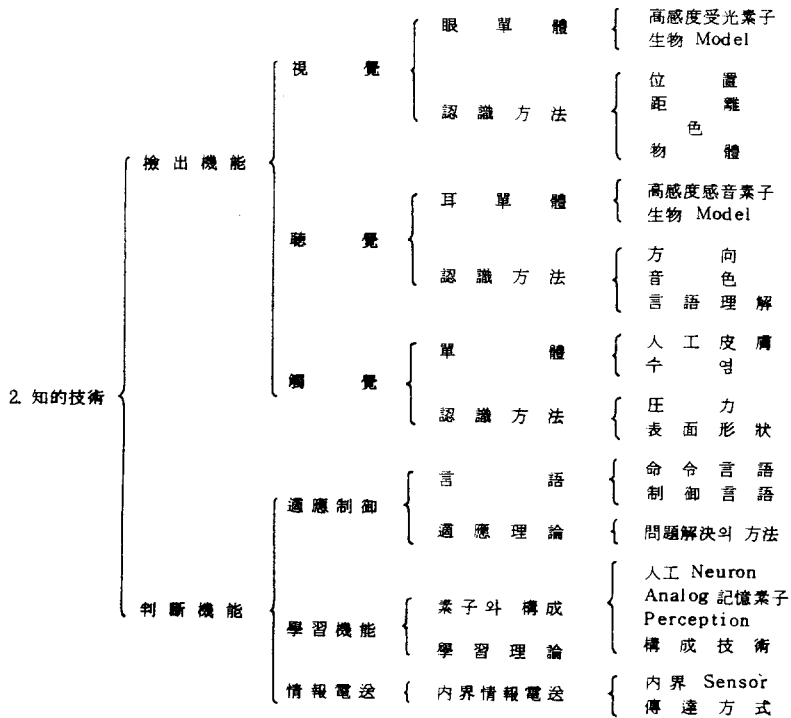 眼單體
高感度受光素子
生物 Model
視覺
認識方法
位置
距離
色
物體
檢出機能
耳單體
高感度感音素子
生物 Model
聽覺
認識方法
方向
音色
言語理解
單體
人工皮膚
수염
觸覺
認識方法
圧力
表面形狀
2. 知的技術
適應制御
言語
命令言語
制御言語
適應理論
問題解決의 方法
判斷機能
學習機能
素子와 構成
學習理論
人工 Neuron
Analog 記憶素子
Perception
構成技術
情報電送
内界情報電送
内界 Sensor
傳達方式